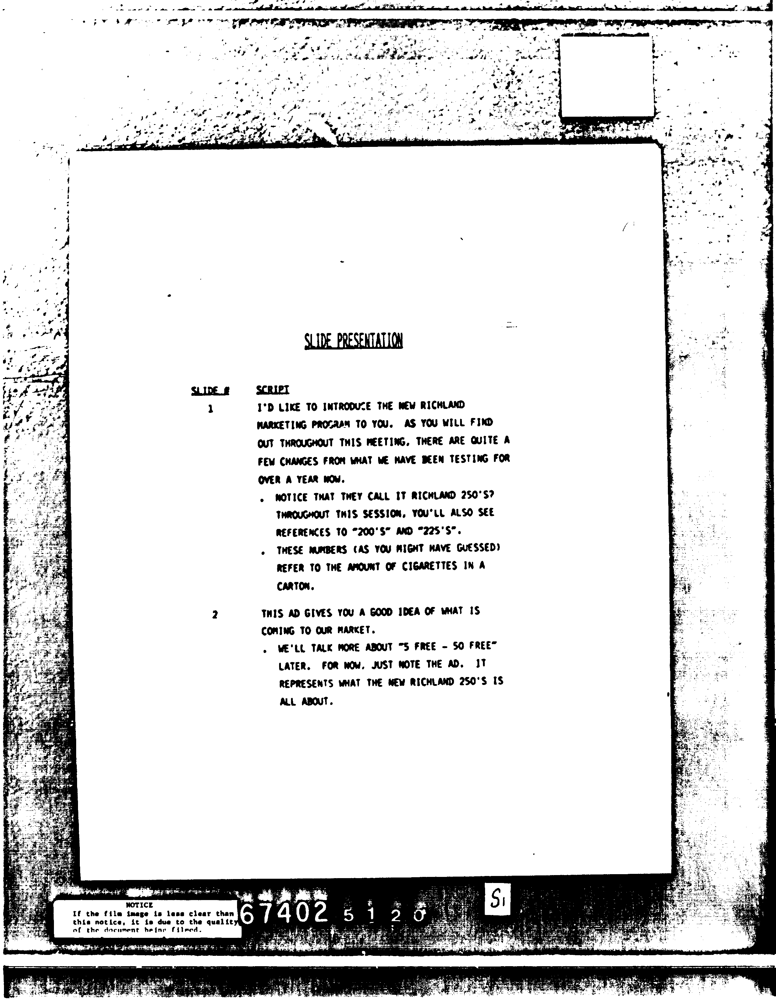 SLIDE PRESENTATION
SLIDE # SCRIPT
1 I'D LIKE TO INTRODUCE THE NEW RICHLAND
MARKETING PROGRAM TO YOU. AS YOU WILL FIND
OUT THROUGHOUT THIS MEETING, THERE ARE QUITE A
FEW CHANGES FROM WHAT WE HAVE BEEN TESTING FOR
OVER A YEAR NOW.
. NOTICE THAT THEY CALL IT RICHLAND 250'S?
THROUGHOUT THIS SESSION, YOU'LL ALSO SEE
REFERENCES TO "200'S" AND "225'S".
. THESE NUMBERS (AS YOU MIGHT HAVE GUESSED)
REFER TO THE AMOUNT OF CIGARETTES IN A
CARTON.
2 THIS AD GIVES YOU A GOOD IDEA OF WHAT IS
COMING TO OUR MARKET.
. WE'LL TALK MORE ABOUT "5 FREE - 50 FREE"
LATER. FOR NOW, JUST NOTE THE AD. IT
REPRESENTS WHAT THE NEW RICHLAND 250'S IS
ALL ABOUT.
NOTICE
If the film image is less clear than
this notice, it is due to the quality
of the document being filmed.
67402 5120
S1